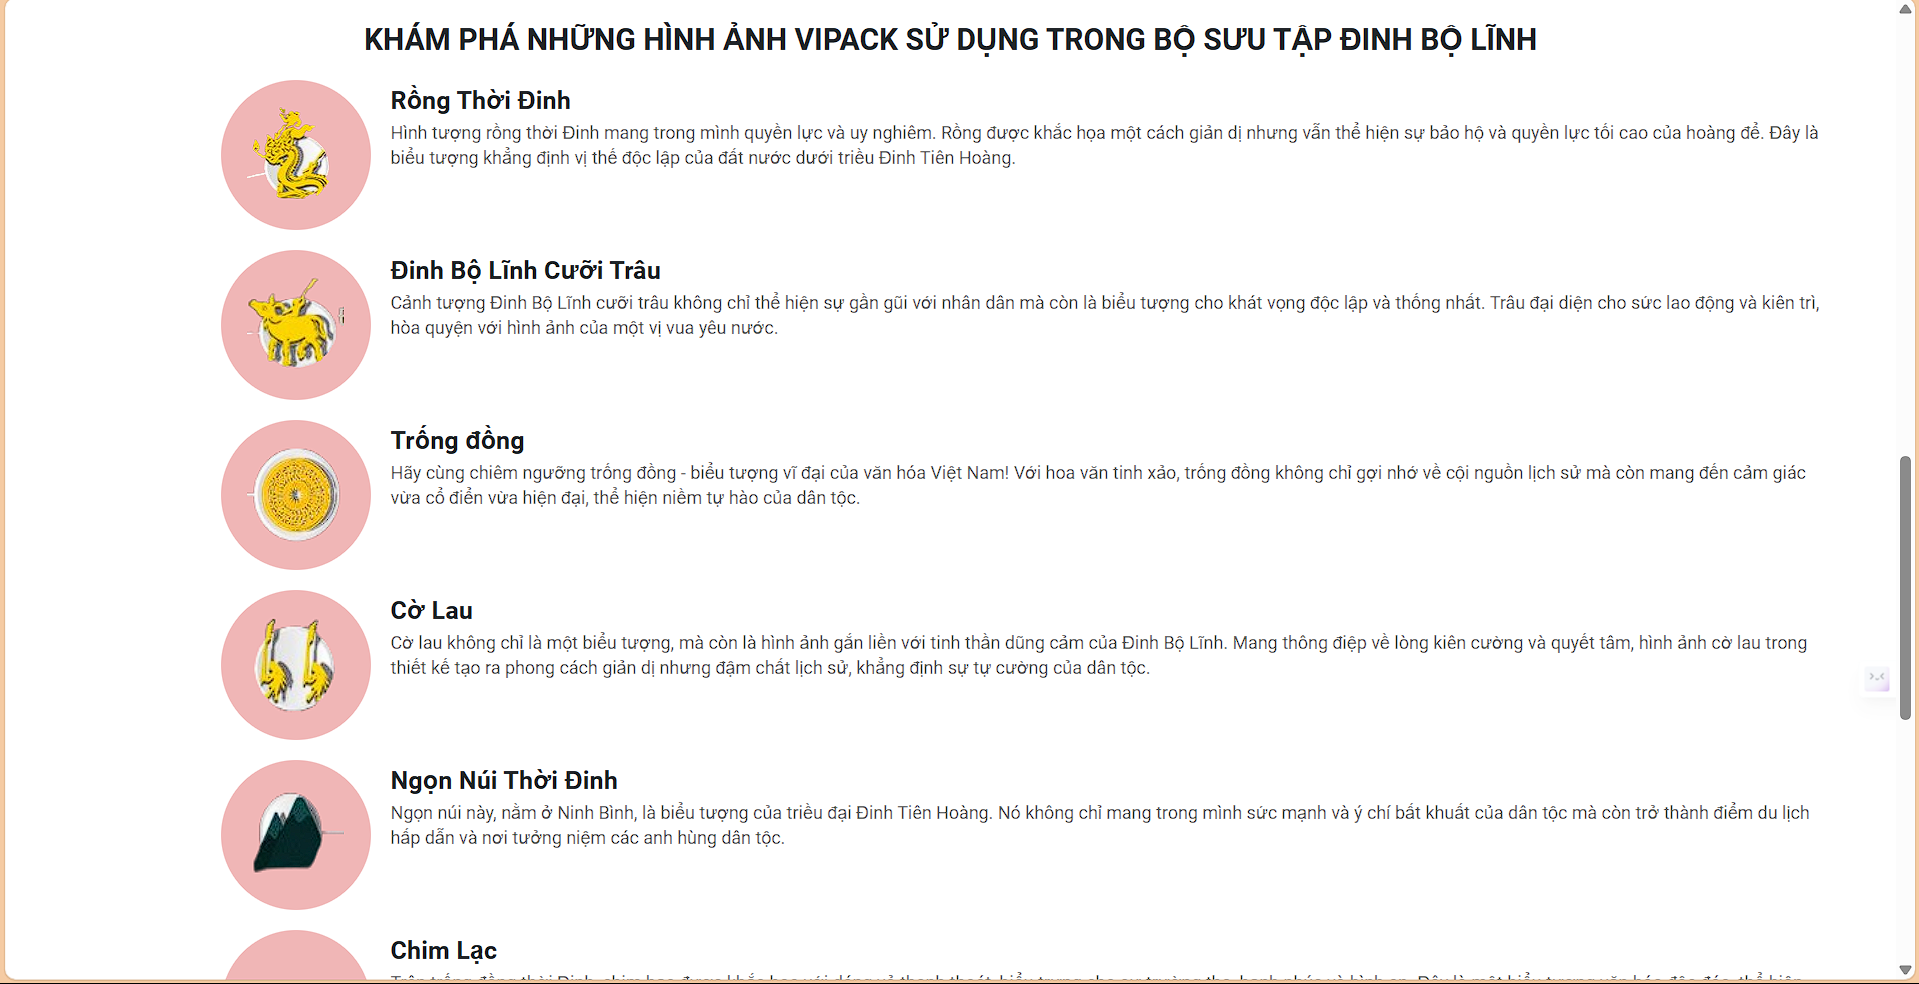 KHÁM PHÁ NHỮNG HÌNH ẢNH VIPACK SỬ DỤNG TRONG BỘ SƯU TẬP ĐINH BỘ LĨNH
Rồng Thời Đinh
Hình tượng rồng thời Đinh mang trong mình quyền lực và uy nghiêm. Rồng được khắc họa một cách giản dị nhưng vẫn thể hiện sự bảo hộ và quyền lực tối cao của hoàng đế. Đây là
biểu tượng khẳng định vị thế độc lập của đất nước dưới triều Đinh Tiên Hoàng.
Đinh Bộ Lĩnh Cưỡi Trâu
Cảnh tượng Đinh Bộ Lĩnh cưỡi trâu không chỉ thể hiện sự gần gũi với nhân dân mà còn là biểu tượng cho khát vọng độc lập và thống nhất. Trâu đại diện cho sức lao động và kiên trì,
hòa quyện với hình ảnh của một vị vua yêu nước.
Trống đồng
Hãy cùng chiêm ngưỡng trống đồng - biểu tượng vĩ đại của văn hóa Việt Nam! Với hoa văn tinh xảo, trống đồng không chỉ gợi nhớ về cội nguồn lịch sử mà còn mang đến cảm giác
vừa cổ điển vừa hiện đại, thể hiện niềm tự hào của dân tộc.
Cờ Lau
Cờ lau không chỉ là một biểu tượng, mà còn là hình ảnh gắn liền với tinh thần dũng cảm của Đinh Bộ Lĩnh. Mang thông điệp về lòng kiên cường và quyết tâm, hình ảnh cờ lau trong
thiết kế tạo ra phong cách giản dị nhưng đậm chất lịch sử, khẳng định sự tự cường của dân tộc.
Ngọn Núi Thời Đinh
Ngọn núi này, nằm ở Ninh Bình, là biểu tượng của triều đại Đinh Tiên Hoàng. Nó không chỉ mang trong mình sức mạnh và ý chí bất khuất của dân tộc mà còn trở thành điểm du lịch
hấp dẫn và nơi tưởng niệm các anh hùng dân tộc.
Chim Lạc